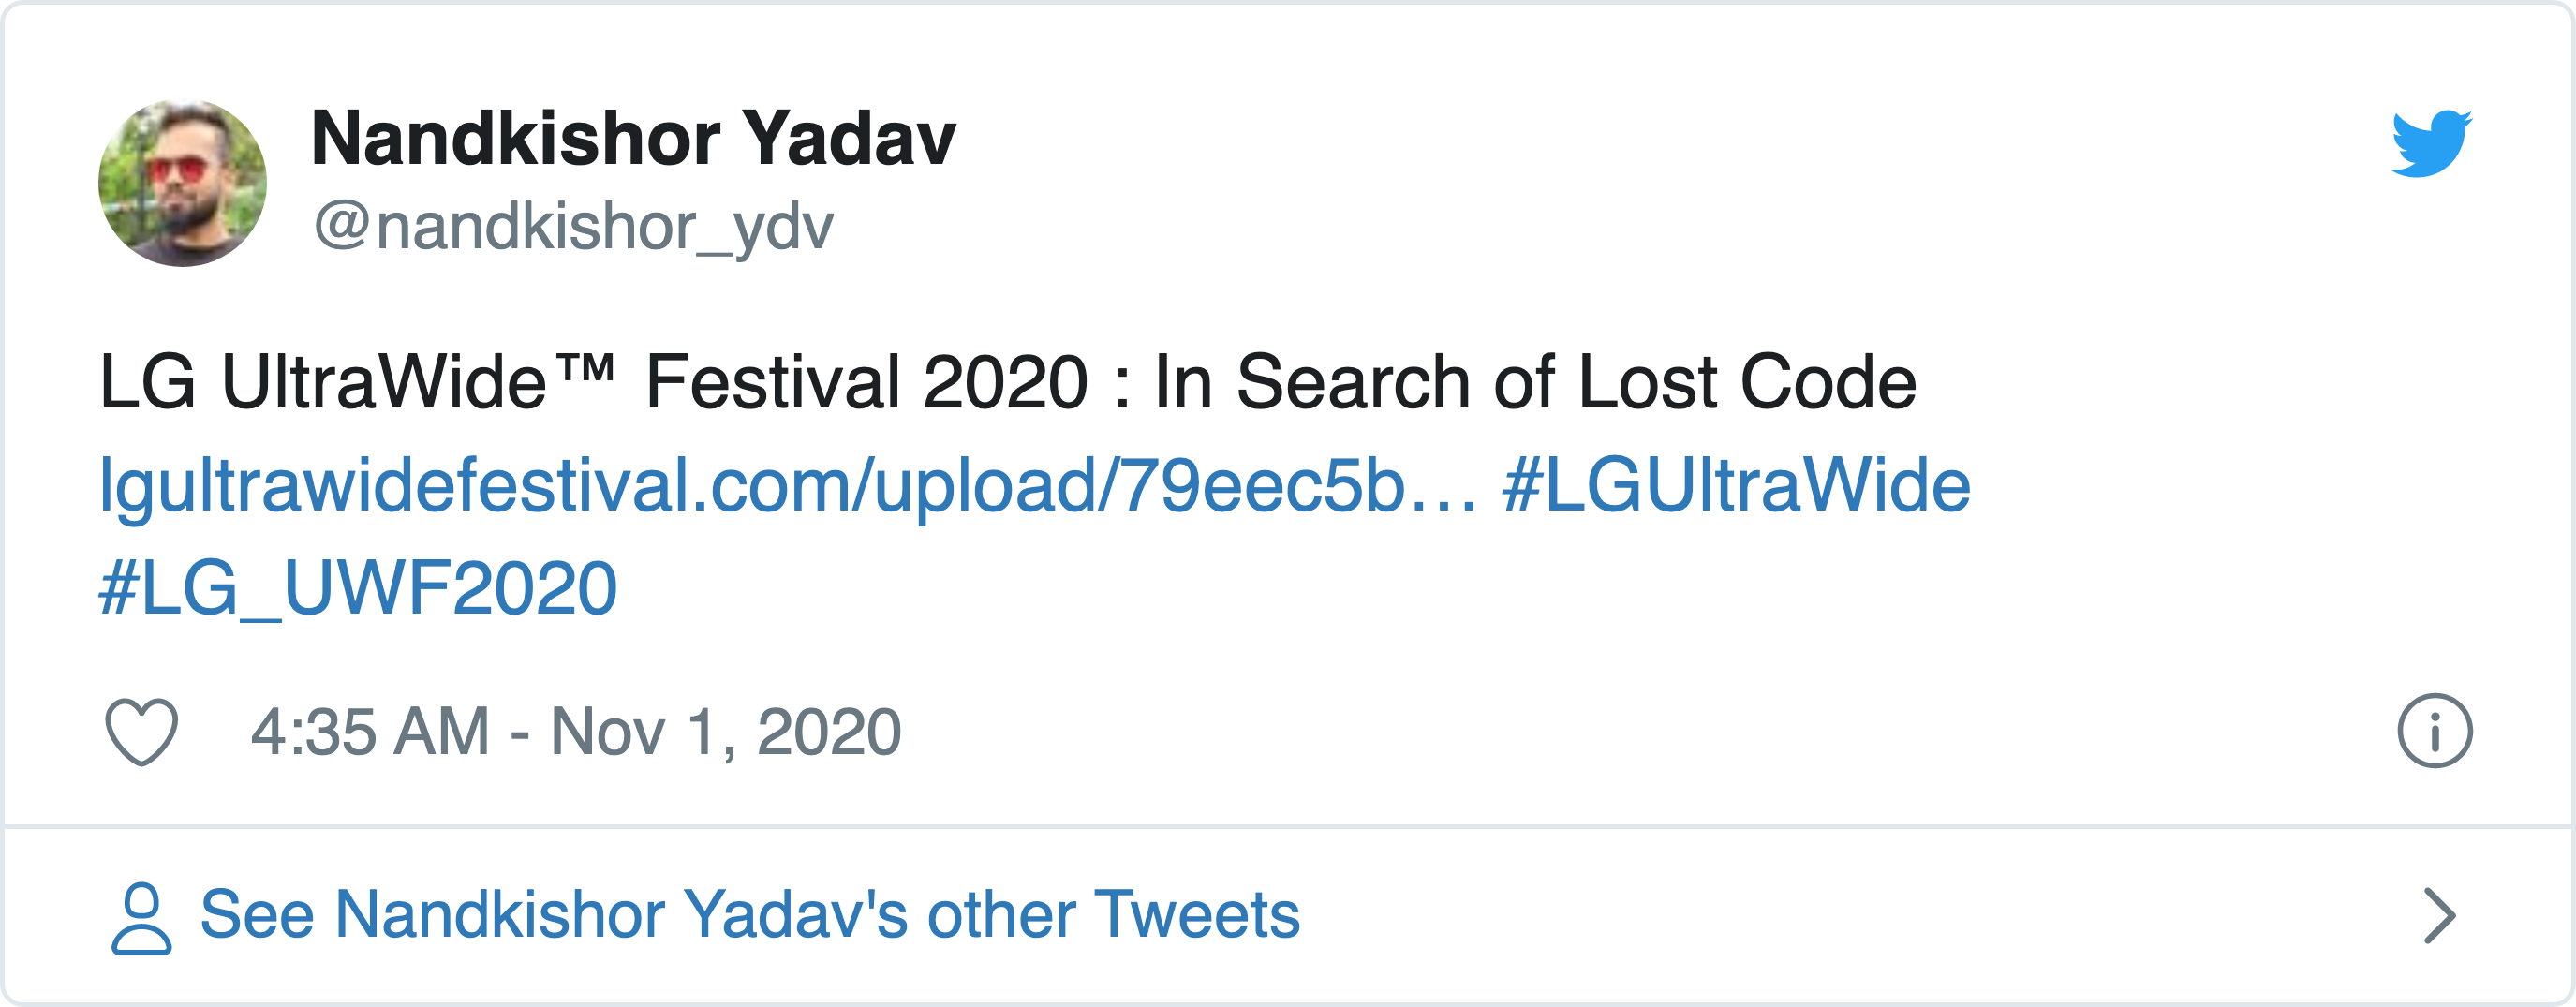 Nandkishor Yadav
@nandkishor_ydv
LG UltraWide™ Festival 2020 : In Search of Lost Code
lgultrawidefestival.com/upload/79eec5b… #LGUltraWide
#LG_UWF2020
4:35 AM - Nov 1, 2020
See Nandkishor Yadav's other Tweets